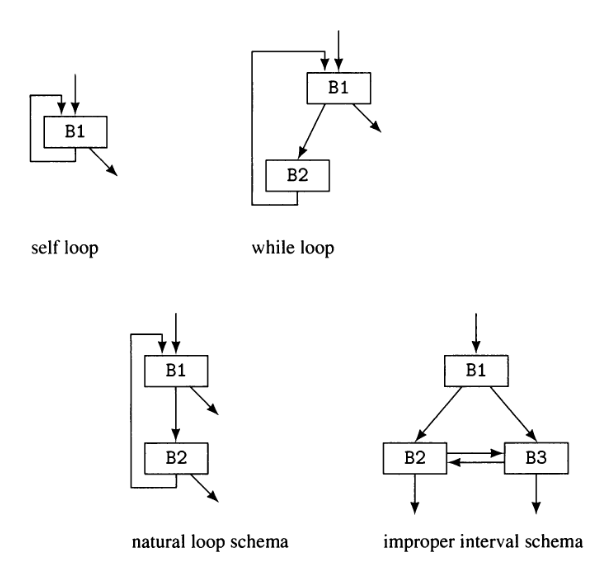 B1
B1
B2
self loop
while loop
B1
B1
B2
B2
B3
natural loop schema
improper interval schema